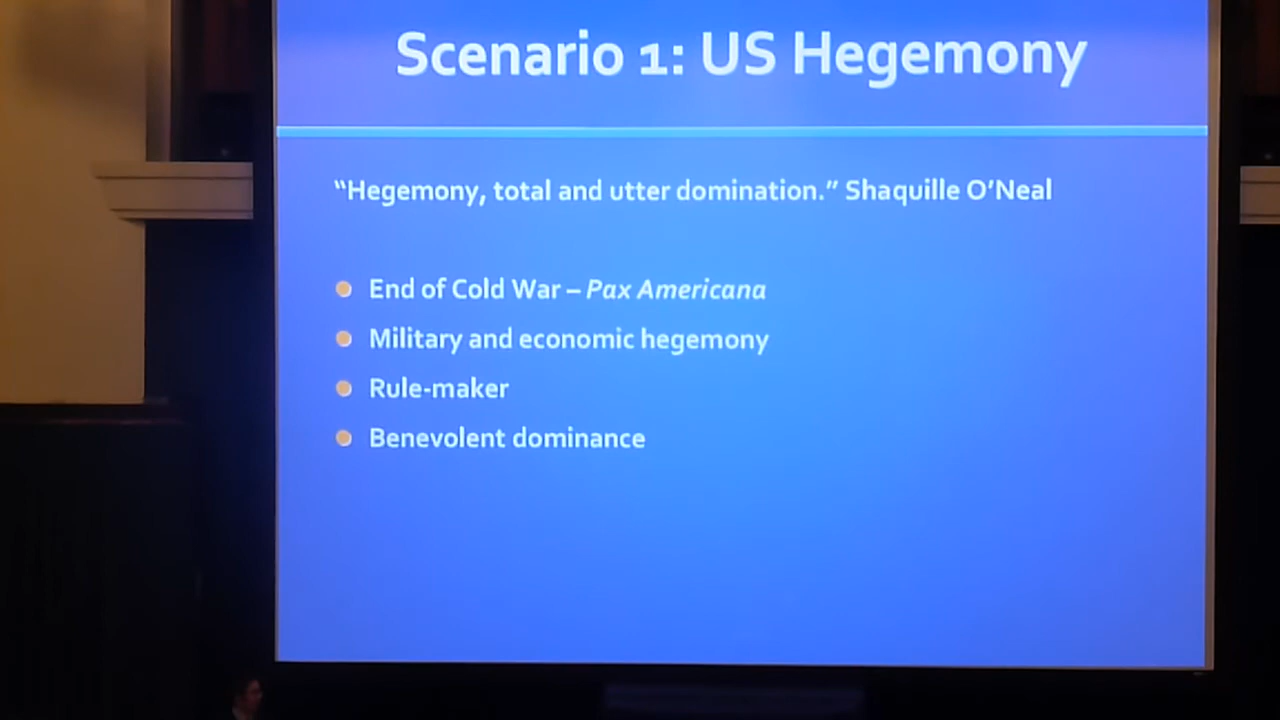 Scenario 1: US Hegemony
“Hegemony, total and utter domination.” Shaquille O’Neal
End of Cold War – Pax Americana
Military and economic hegemony
Rule-maker
Benevolent dominance